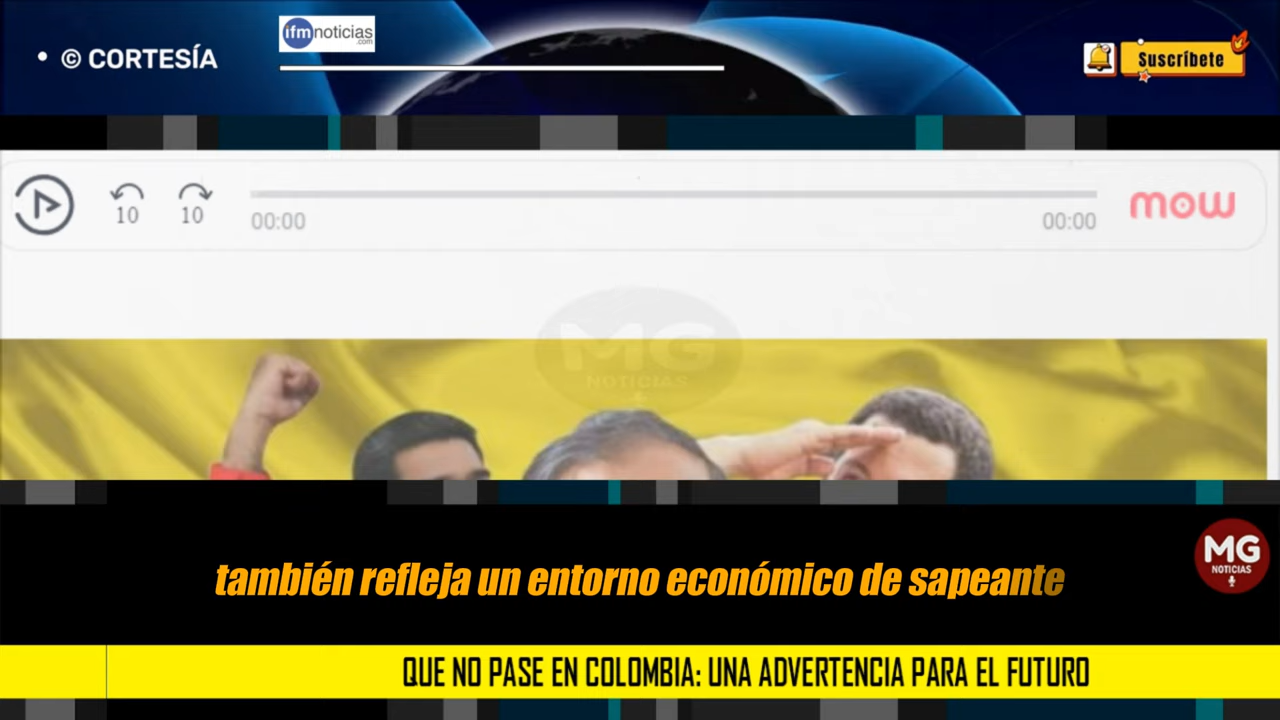 • © CORTESÍA
ifmnoticias
.com
Suscríbete
10
10
00:00
00:00
mow
MG
NOTICIAS
también refleja un entorno económico de sapeante
MG
NOTICIAS
QUE NO PASE EN COLOMBIA: UNA ADVERTENCIA PARA EL FUTURO